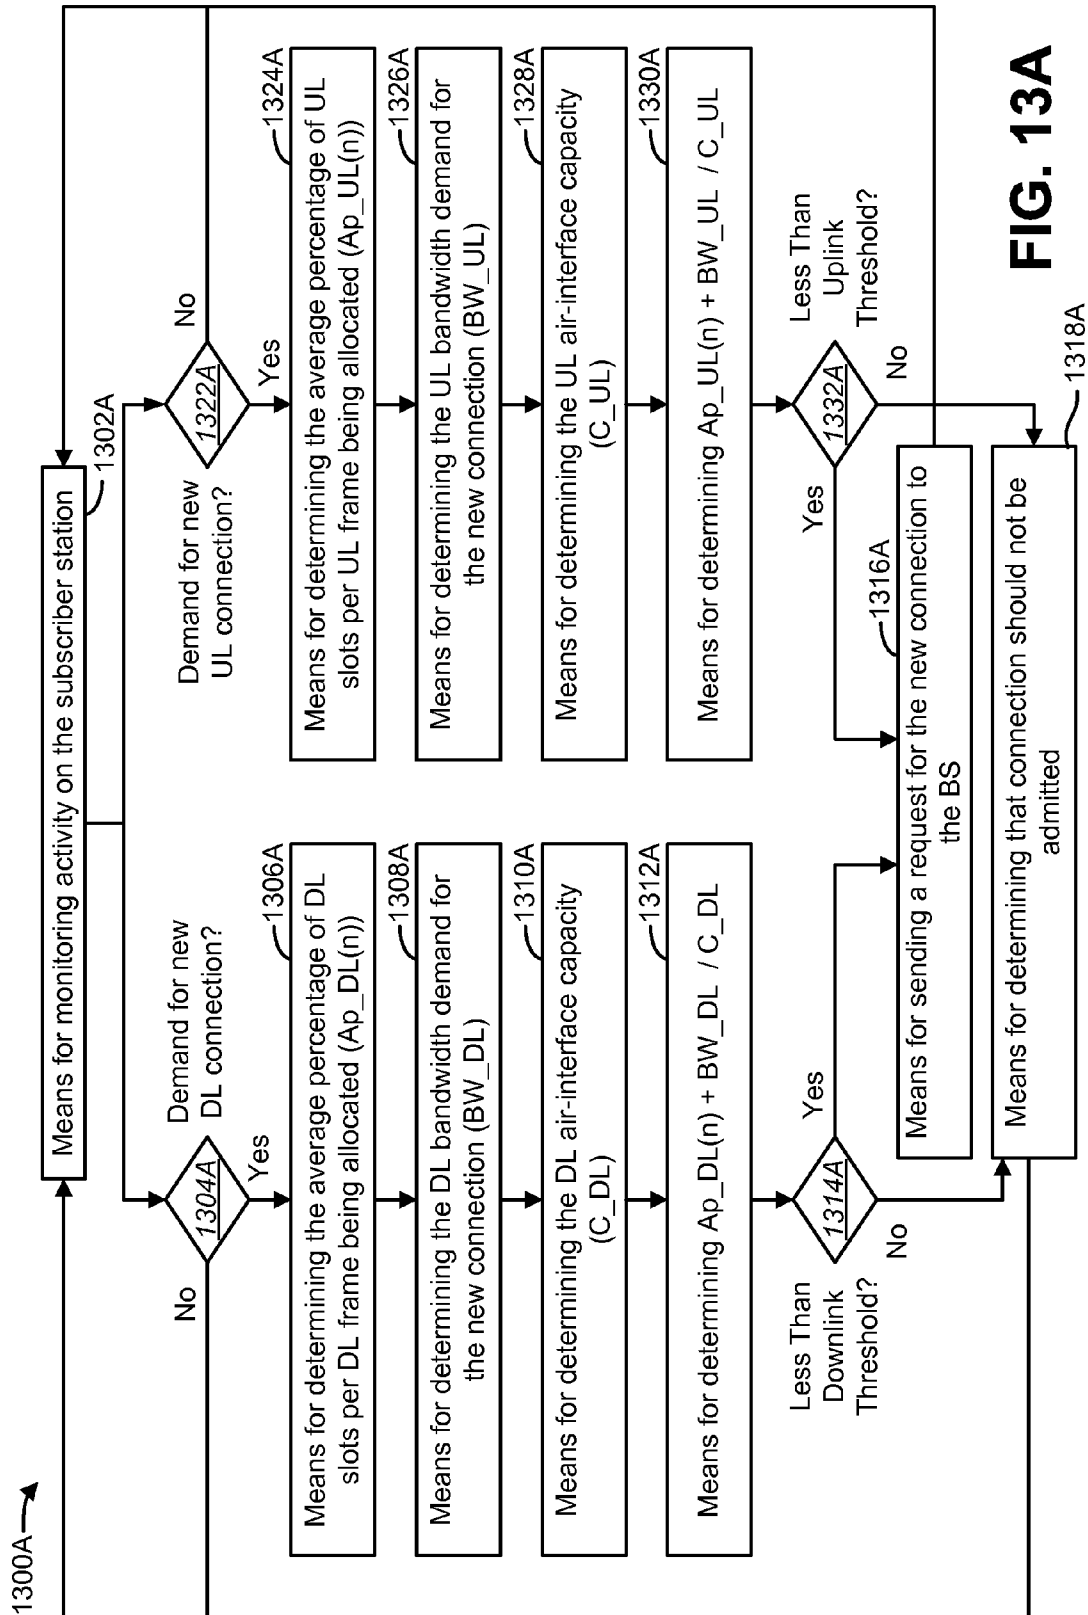 1300A
Means for monitoring activity on the subscriber station
1302A
Demand for new
DL connection?
1304A
No
Yes
Means for determining the average percentage of DL
slots per DL frame being allocated (Ap_DL(n))
1306A
Means for determining the DL bandwidth demand for
the new connection (BW_DL)
1308A
Means for determining the DL air-interface capacity
(C_DL)
1310A
Means for determining Ap_DL(n) + BW_DL / C_DL
1312A
Less Than
Downlink
Threshold?
1314A
Yes
No
Demand for new
UL connection?
1322A
No
Yes
Means for determining the average percentage of UL
slots per UL frame being allocated (Ap_UL(n))
1324A
Means for determining the UL bandwidth demand for
the new connection (BW_UL)
1326A
Means for determining the UL air-interface capacity
(C_UL)
1328A
Means for determining Ap_UL(n) + BW_UL / C_UL
1330A
Less Than
Uplink
Threshold?
1332A
Yes
No
1316A
Means for sending a request for the new connection to
the BS
Means for determining that connection should not be
admitted
1318A
FIG. 13A